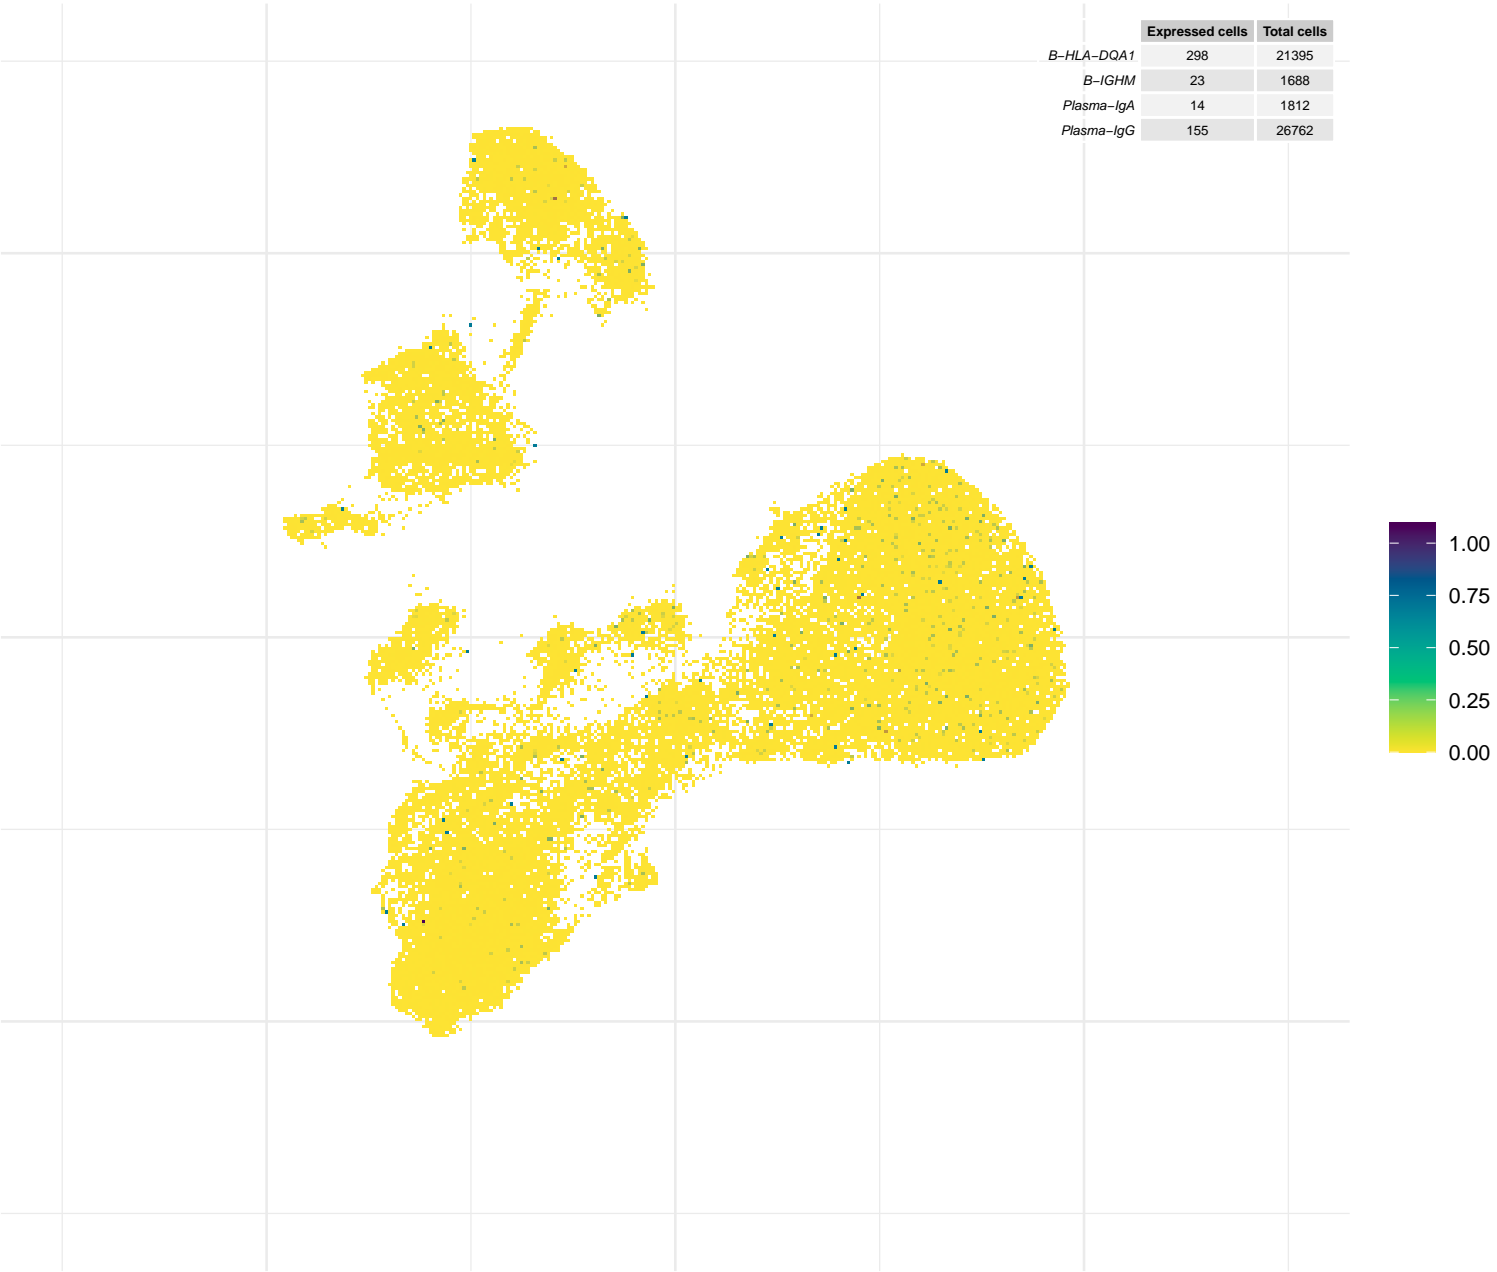 Expressed cells Total cells
B−HLA−DQA1 298 21395
B−IGHM 23 1688
Plasma−IgA 14 1812
Plasma−IgG 155 26762
1.00
0.75
0.50
0.25
0.00